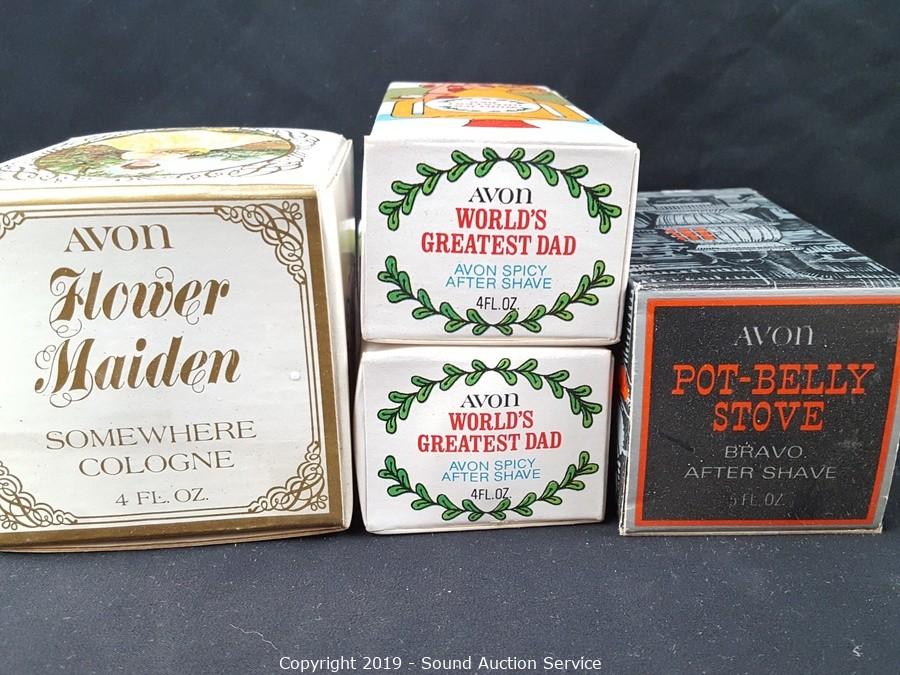 AVON
Flower
Maiden
SOMEWHERE
COLOGNE
4 FL. OZ.
AVON
WORLD'S
GREATEST DAD
AVON SPICY
AFTER SHAVE
4FL.OZ.
AVON
WORLD'S
GREATEST DAD
AVON SPICY
AFTER SHAVE
4FL.OZ.
AVON
POT-BELLY
STOVE
BRAVO
AFTER SHAVE
5 FL. OZ.
Copyright 2019 - Sound Auction Service